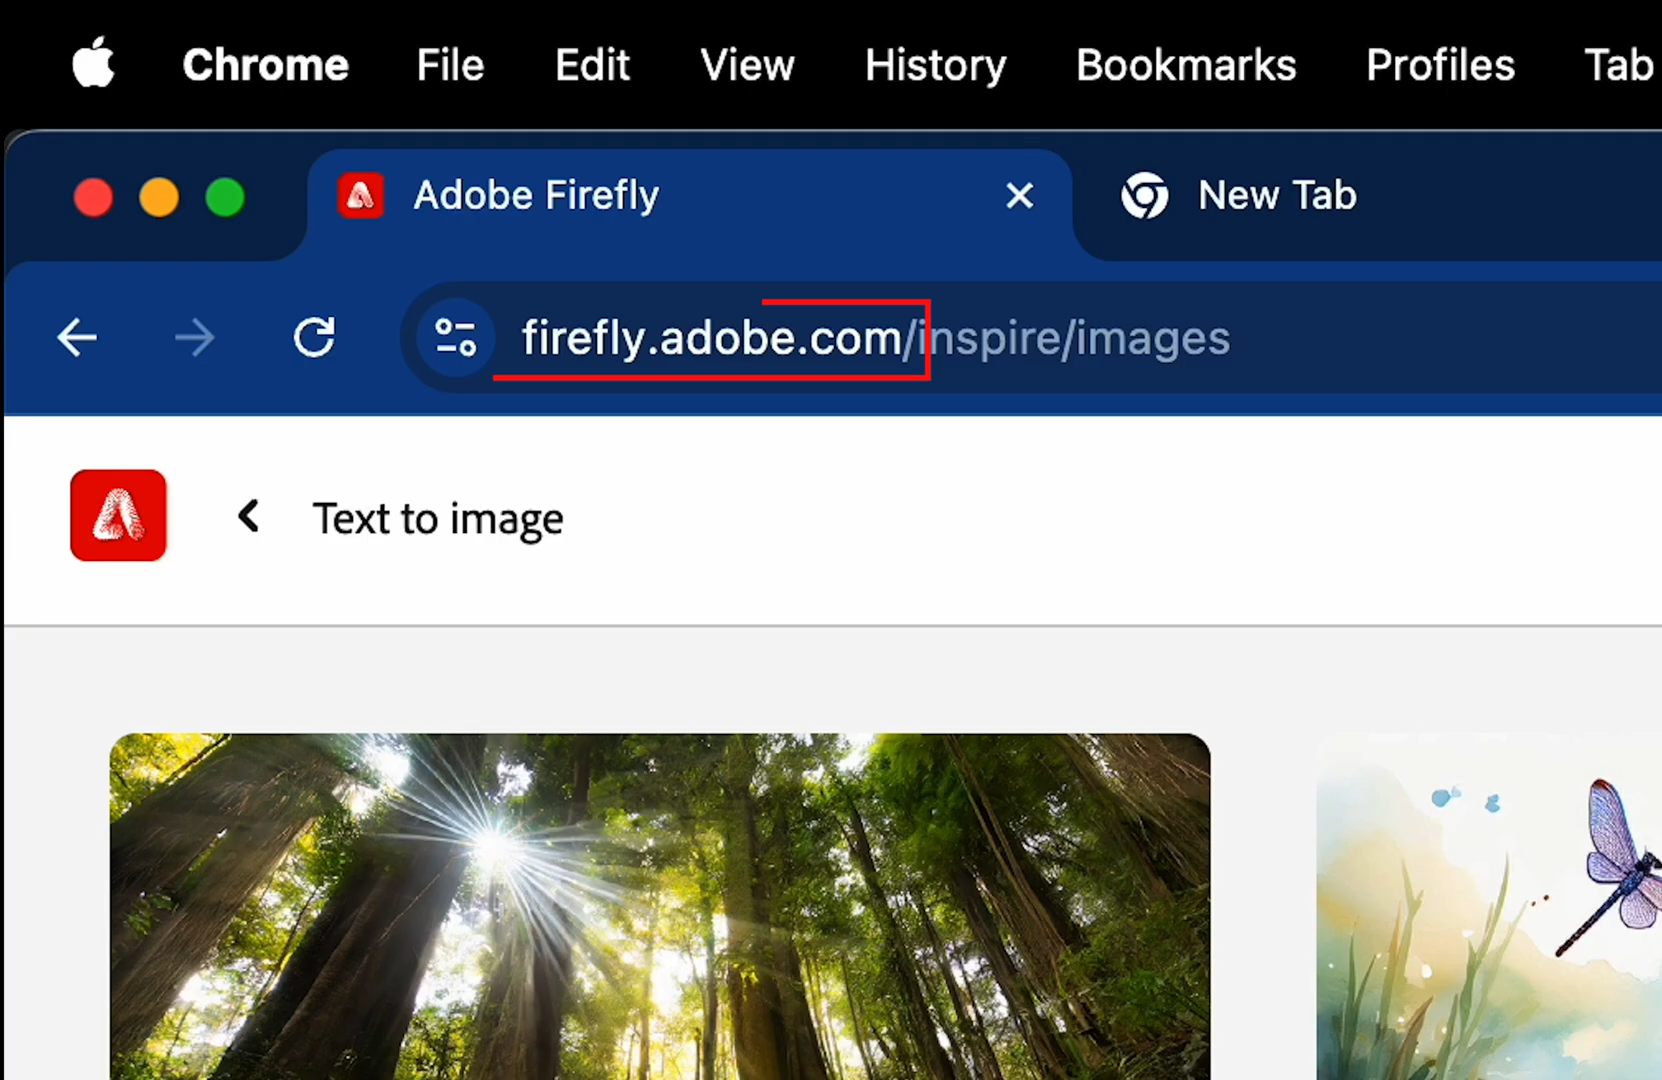 Chrome File Edit View History Bookmarks Profiles Tab
Adobe Firefly New Tab
firefly.adobe.com/inspire/images
Text to image